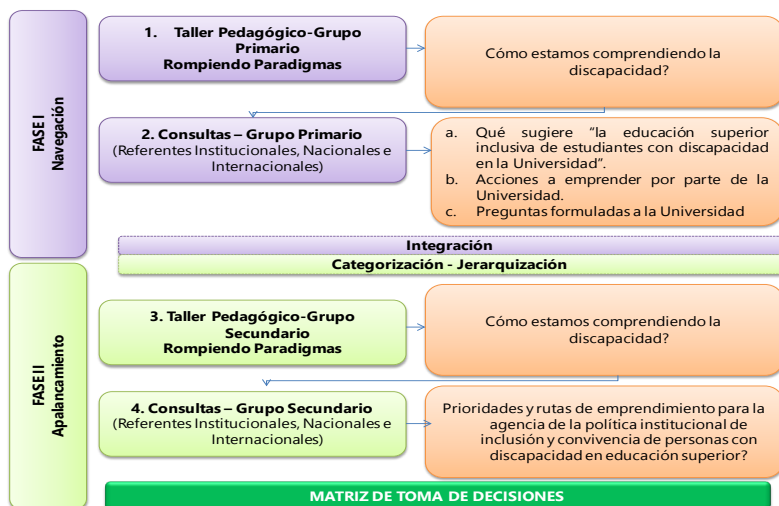 FASE I
Navegación
1. Taller Pedagógico-Grupo
Primario
Rompiendo Paradigmas
Cómo estamos comprendiendo la
discapacidad?
2. Consultas – Grupo Primario
(Referentes Institucionales, Nacionales e
Internacionales)
a. Qué sugiere "la educación superior
inclusiva de estudiantes con discapacidad
en la Universidad".
b. Acciones a emprender por parte de la
Universidad.
c. Preguntas formuladas a la Universidad
Integración
Categorización - Jerarquización
FASE II
Apalancamiento
3. Taller Pedagógico-Grupo
Secundario
Rompiendo Paradigmas
Cómo estamos comprendiendo la
discapacidad?
4. Consultas – Grupo Secundario
(Referentes Institucionales, Nacionales e
Internacionales)
Prioridades y rutas de emprendimiento para la
agencia de la política institucional de
inclusión y convivencia de personas con
discapacidad en educación superior?
MATRIZ DE TOMA DE DECISIONES